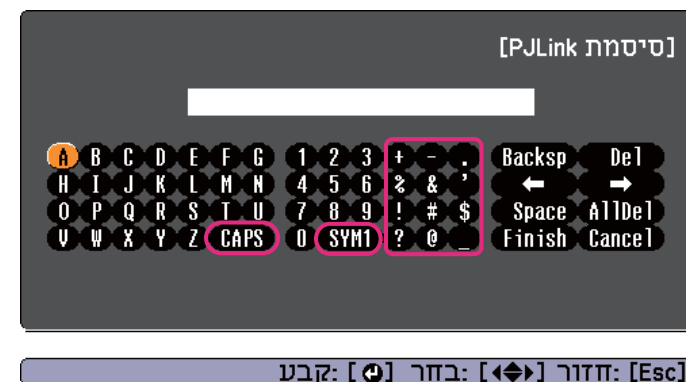 [סיסמת PJLink]
A B C D E F G 1 2 3 + - . Backsp Del
H I J K L M N 4 5 6 % & ' ← →
O P Q R S T U 7 8 9 ! # $ Space AllDel
V W X Y Z CAPS 0 SYM1 ? @ _ Finish Cancel
[Esc] :חזור [◆] :בחר [↵] :קבע